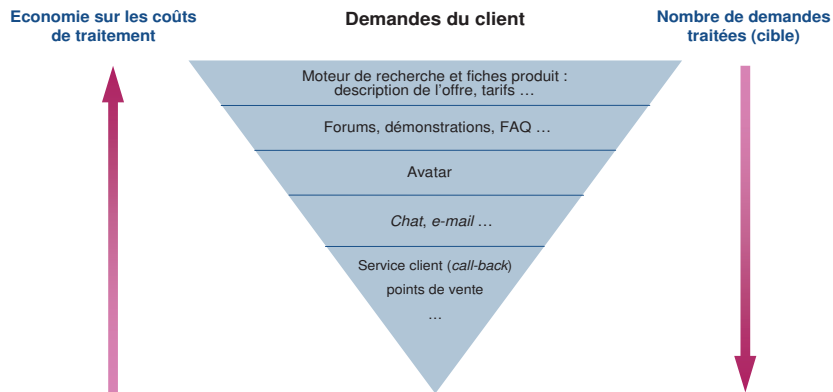 Economie sur les coûts
de traitement
Demandes du client
Nombre de demandes
traitées (cible)
Moteur de recherche et fiches produit :
description de l'offre, tarifs …
Forums, démonstrations, FAQ …
Avatar
Chat, e-mail …
Service client (call-back)
points de vente
…